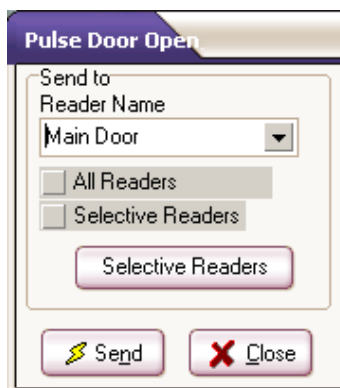 Pulse Door Open
Send to
Reader Name
Main Door
All Readers
Selective Readers
Selective Readers
Send
Close